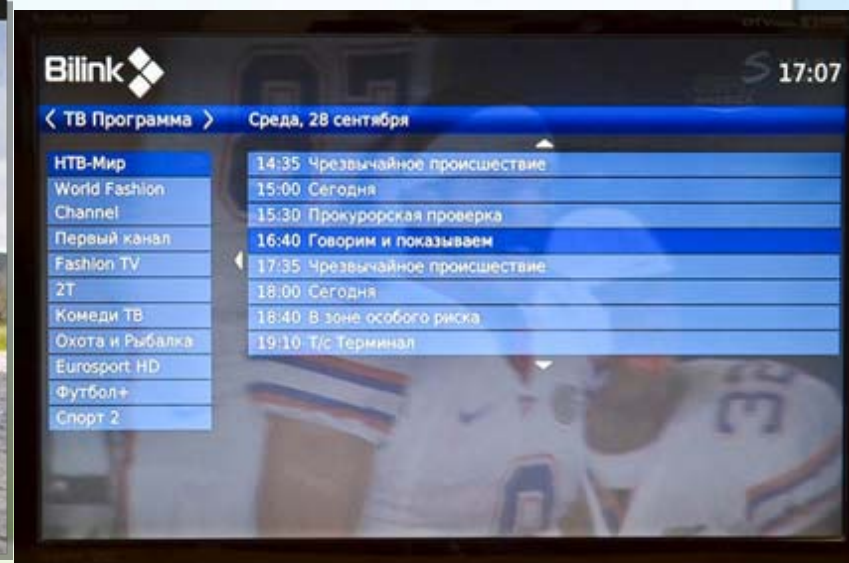 Bilink
17:07
< ТВ Программа >
Среда, 28 сентября
НТВ-Мир
World Fashion
Channel
Первый канал
Fashion TV
2T
Комеди ТВ
Охота и Рыбалка
Eurosport HD
Футбол+
Спорт 2
14:35 Чрезвычайное происшествие
15:00 Сегодня
15:30 Прокурорская проверка
16:40 Говорим и показываем
17:35 Чрезвычайное происшествие
18:00 Сегодня
18:40 В зоне особого риска
19:10 Т/с Терминал